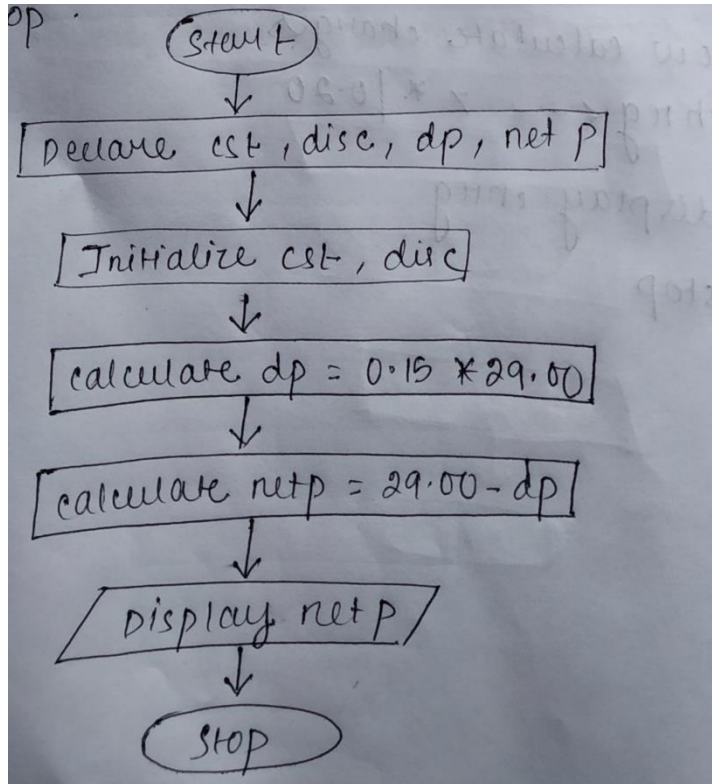 op.
Start
Declare cst, disc, dp, net p
Initialize cst, disc
calculate dp = 0.15 * 29.00
calculate netp = 29.00 - dp
Display netp
Stop